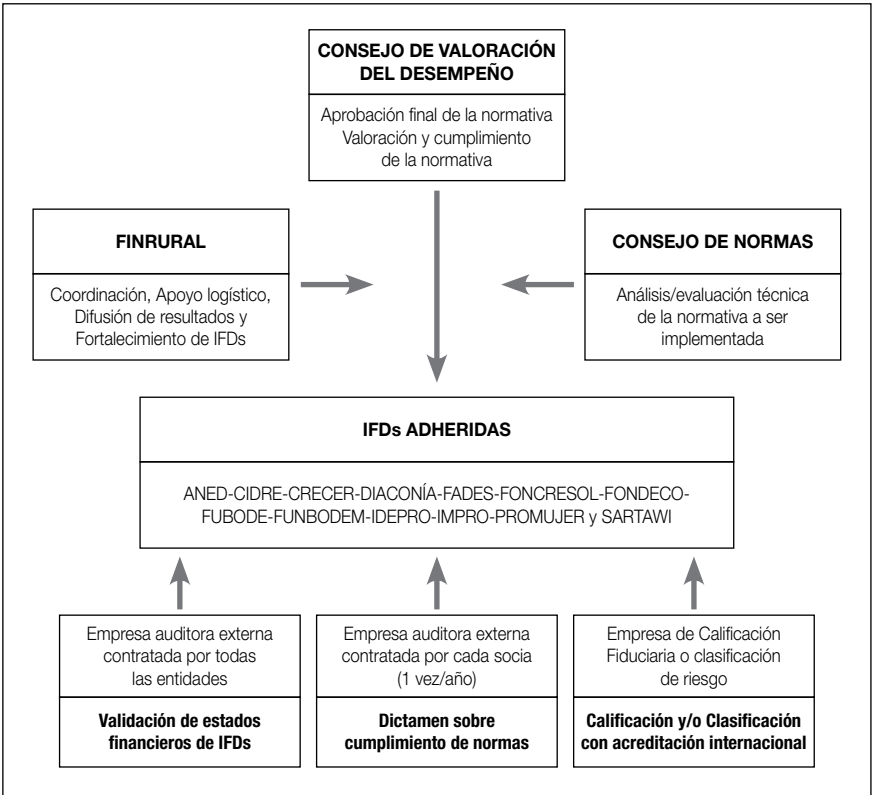 CONSEJO DE VALORACIÓN
DEL DESEMPEÑO
Aprobación final de la normativa
Valoración y cumplimiento
de la normativa
FINRURAL
Coordinación, Apoyo logístico,
Difusión de resultados y
Fortalecimiento de IFDs
CONSEJO DE NORMAS
Análisis/evaluación técnica
de la normativa a ser
implementada
IFDs ADHERIDAS
ANED-CIDRE-CRECER-DIACONÍA-FADES-FONCRESOL-FONDECO-
FUBODE-FUNBODEM-IDEPRO-IMPRO-PROMUJER y SARTAWI
Empresa auditora externa
contratada por todas
las entidades
Validación de estados
financieros de IFDs
Empresa auditora externa
contratada por cada socia
(1 vez/año)
Dictamen sobre
cumplimiento de normas
Empresa de Calificación
Fiduciaria o clasificación
de riesgo
Calificación y/o Clasificación
con acreditación internacional